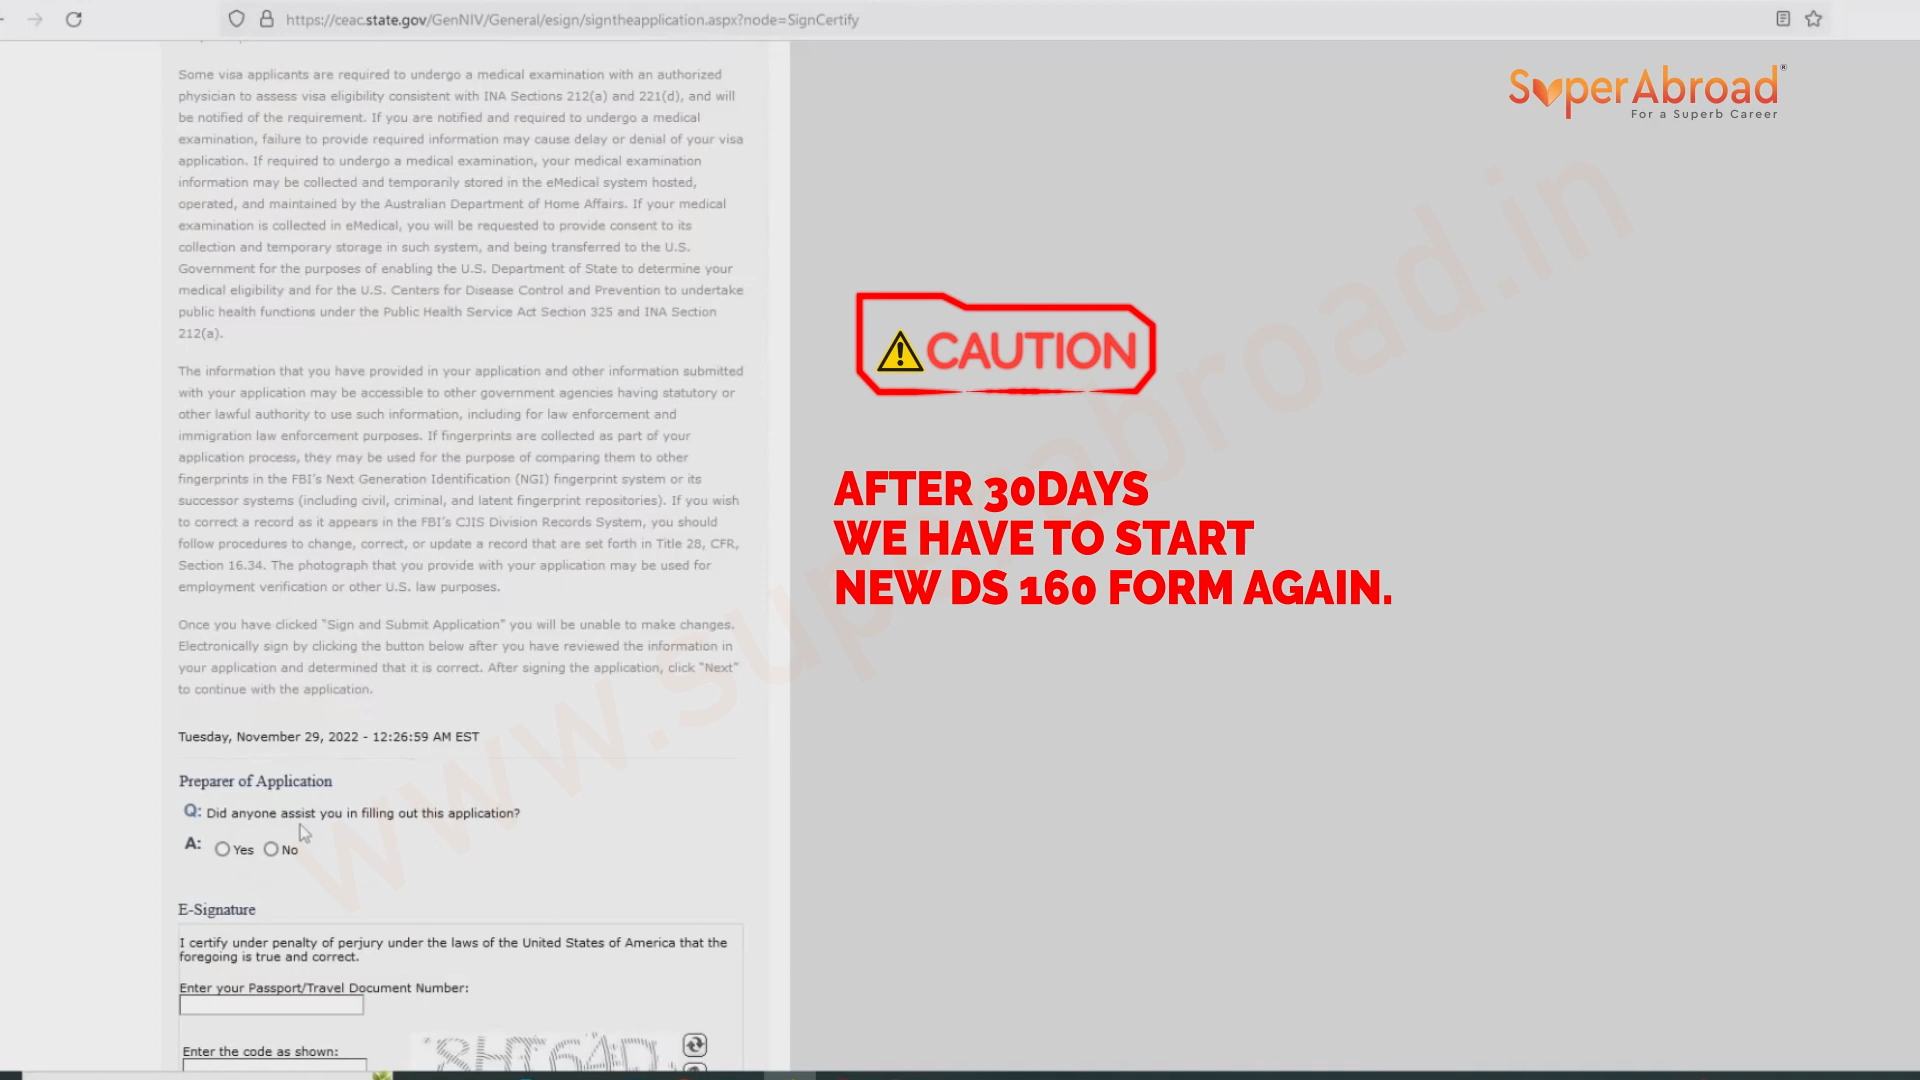 https://ceac.state.gov/GenNIV/General/esign/signtheapplication.aspx?node=SignCertify
SuperAbroad®
For a Superb Career
Some visa applicants are required to undergo a medical examination with an authorized
physician to assess visa eligibility consistent with INA Sections 212(a) and 221(d), and will
be notified of the requirement. If you are notified and required to undergo a medical
examination, failure to provide required information may cause delay or denial of your visa
application. If required to undergo a medical examination, your medical examination
information may be collected and temporarily stored in the eMedical system hosted,
operated, and maintained by the Australian Department of Home Affairs. If your medical
examination is collected in eMedical, you will be requested to provide consent to its
collection and temporary storage in such system, and being transferred to the U.S.
Government for the purposes of enabling the U.S. Department of State to determine your
medical eligibility and for the U.S. Centers for Disease Control and Prevention to undertake
public health functions under the Public Health Service Act Section 325 and INA Section
212(a).
The information that you have provided in your application and other information submitted
with your application may be accessible to other government agencies having statutory or
other lawful authority to use such information, including for law enforcement and
immigration law enforcement purposes. If fingerprints are collected as part of your
application process, they may be used for the purpose of comparing them to other
fingerprints in the FBI's Next Generation Identification (NGI) fingerprint system or its
successor systems (including civil, criminal, and latent fingerprint repositories). If you wish
to correct a record as it appears in the FBI's CJIS Division Records System, you should
follow procedures to change, correct, or update a record that are set forth in Title 28, CFR,
Section 16.34. The photograph that you provide with your application may be used for
employment verification or other U.S. law purposes.
Once you have clicked "Sign and Submit Application" you will be unable to make changes.
Electronically sign by clicking the button below after you have reviewed the information in
your application and determined that it is correct. After signing the application, click "Next"
to continue with the application.
Tuesday, November 29, 2022 - 12:26:59 AM EST
Preparer of Application
Q: Did anyone assist you in filling out this application?
A: Yes No
E-Signature
I certify under penalty of perjury under the laws of the United States of America that the
foregoing is true and correct.
Enter your Passport/Travel Document Number:
Enter the code as shown:
CAUTION
AFTER 30DAYS
WE HAVE TO START
NEW DS 160 FORM AGAIN.
www.superabroad.in